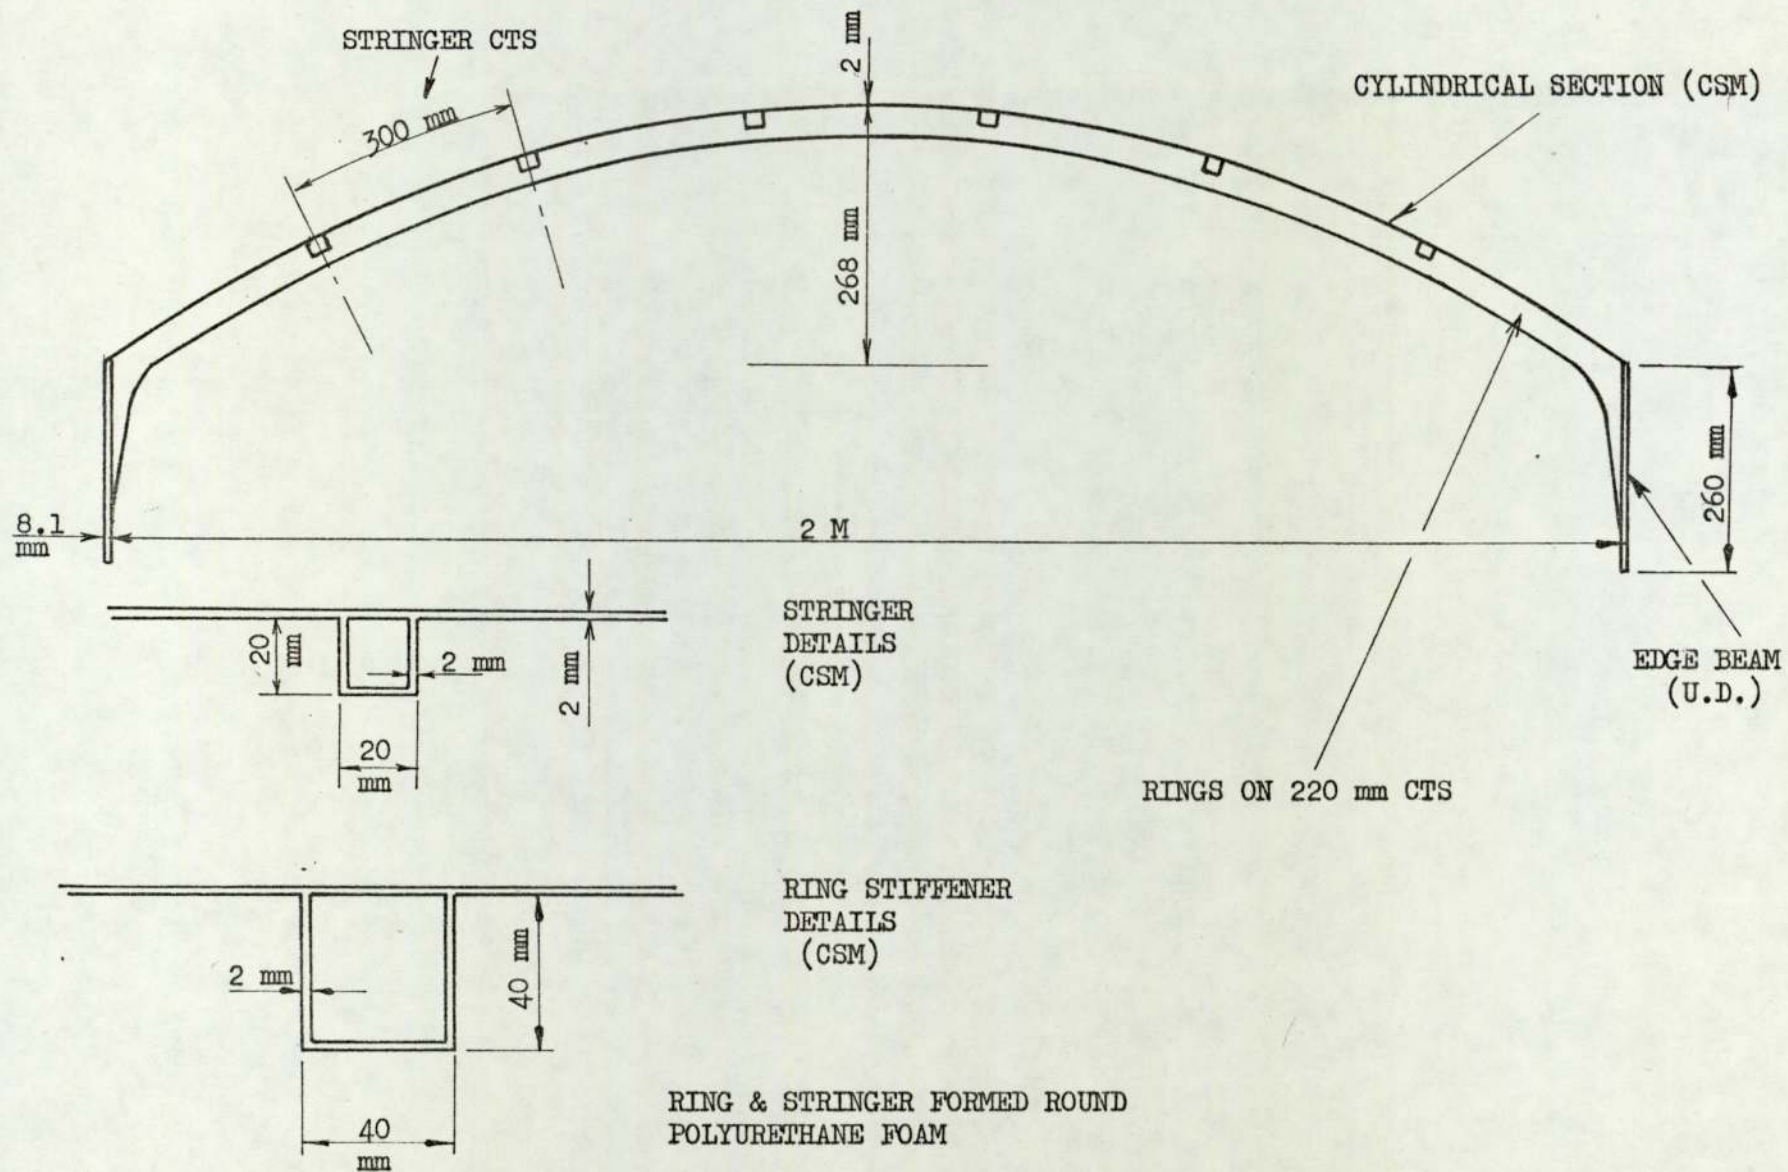 STRINGER CTS
300 mm
2 mm
CYLINDRICAL SECTION (CSM)
268 mm
8.1
mm
2 M
260 mm
EDGE BEAM
(U.D.)
RINGS ON 220 mm CTS
STRINGER
DETAILS
(CSM)
20
mm
2 mm
2 mm
20
mm
RING STIFFENER
DETAILS
(CSM)
2 mm
40 mm
40
mm
RING & STRINGER FORMED ROUND
POLYURETHANE FOAM